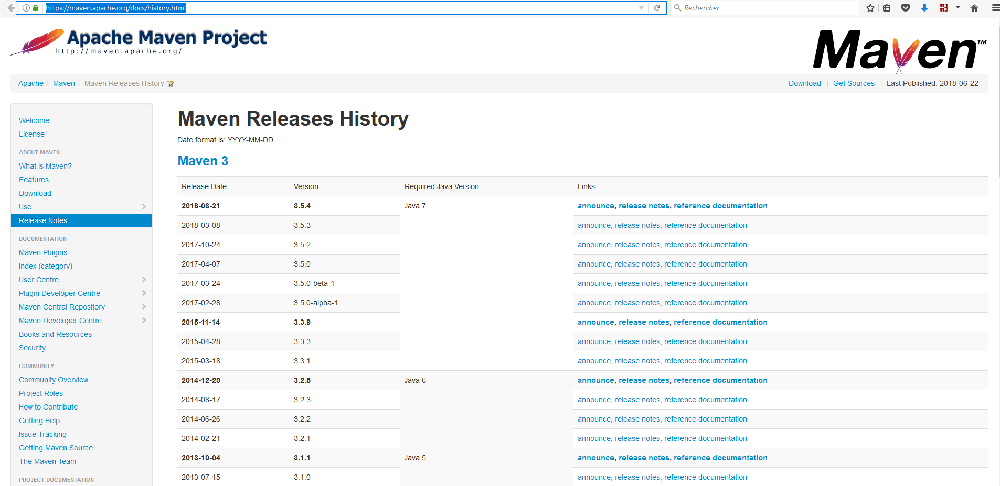 https://maven.apache.org/docs/history.html
Rechercher
Apache Maven Project
http://maven.apache.org/
Maven™
Apache / Maven / Maven Releases History
Download | Get Sources | Last Published: 2018-06-22
Welcome
License
ABOUT MAVEN
What is Maven?
Features
Download
Use
Release Notes
DOCUMENTATION
Maven Plugins
Index (category)
User Centre
Plugin Developer Centre
Maven Central Repository
Maven Developer Centre
Books and Resources
Security
COMMUNITY
Community Overview
Project Roles
How to Contribute
Getting Help
Issue Tracking
Getting Maven Source
The Maven Team
PROJECT DOCUMENTATION
Maven Releases History
Date format is: YYYY-MM-DD
Maven 3
Release Date Version Required Java Version Links
2018-06-21 3.5.4 Java 7 announce, release notes, reference documentation
2018-03-08 3.5.3 announce, release notes, reference documentation
2017-10-24 3.5.2 announce, release notes, reference documentation
2017-04-07 3.5.0 announce, release notes, reference documentation
2017-03-24 3.5.0-beta-1 announce, release notes, reference documentation
2017-02-28 3.5.0-alpha-1 announce, release notes, reference documentation
2015-11-14 3.3.9 announce, release notes, reference documentation
2015-04-28 3.3.3 announce, release notes, reference documentation
2015-03-18 3.3.1 announce, release notes, reference documentation
2014-12-20 3.2.5 Java 6 announce, release notes, reference documentation
2014-08-17 3.2.3 announce, release notes, reference documentation
2014-06-26 3.2.2 announce, release notes, reference documentation
2014-02-21 3.2.1 announce, release notes, reference documentation
2013-10-04 3.1.1 Java 5 announce, release notes, reference documentation
2013-07-15 3.1.0 announce, release notes, reference documentation